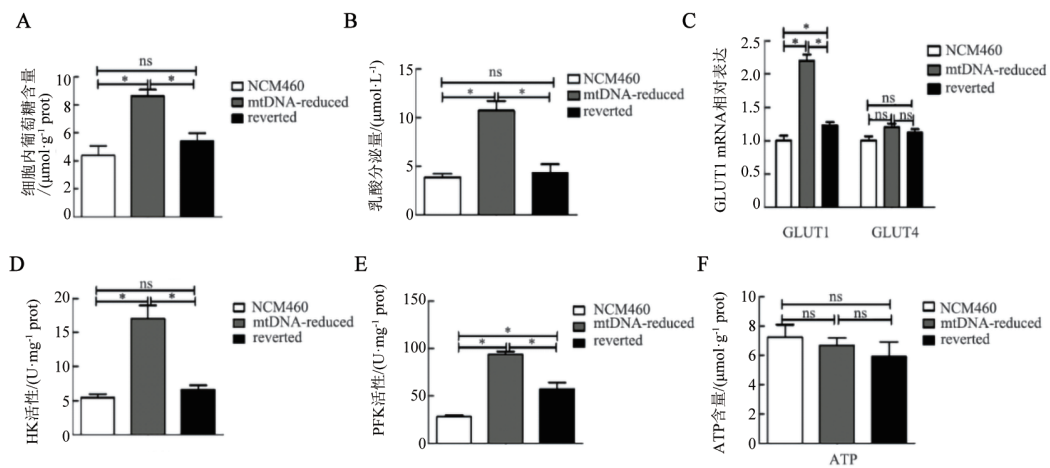 A
ns
*
*
10
8
6
4
2
0
细胞内葡萄糖含量
/(μmol·g-1 prot)
NCM460
mtDNA-reduced
reverted
B
ns
*
*
15
10
5
0
乳酸分泌量/(μmol·L-1)
NCM460
mtDNA-reduced
reverted
C
*
*
*
ns
ns
ns
2.5
2.0
1.5
1.0
0.5
0.0
GLUT1 mRNA相对表达
GLUT1
GLUT4
NCM460
mtDNA-reduced
reverted
D
ns
*
*
20
15
10
5
0
HK活性/(U·mg-1 prot)
NCM460
mtDNA-reduced
reverted
E
*
*
*
150
100
50
0
PFK活性/(U·mg-1 prot)
NCM460
mtDNA-reduced
reverted
F
ns
ns
ns
10
8
6
4
2
0
ATP含量/(μmol·g-1 prot)
ATP
NCM460
mtDNA-reduced
reverted